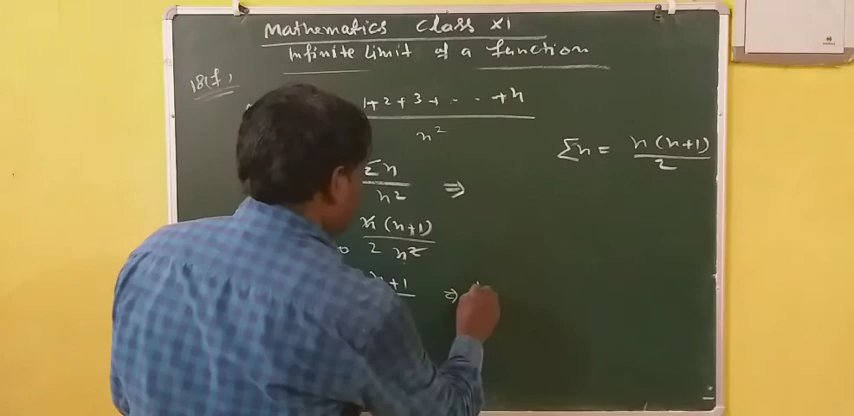 Mathematics Class XI
Infinite Limit of a function
18(f)
1+2+3+ - - - +n
n²
Σn = n(n+1)
2
Σn
n²
⇒
n(n+1)
2 n²
n+1
⇒